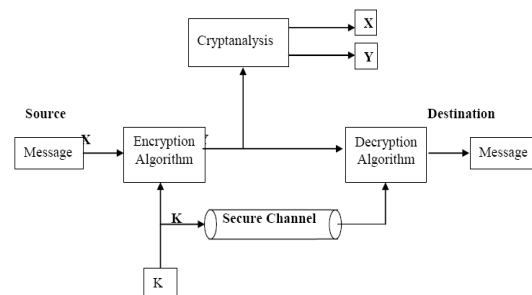 X
Cryptanalysis
Y
Source
Destination
X
Message
Encryption
Algorithm
Decryption
Algorithm
Message
K
Secure Channel
K